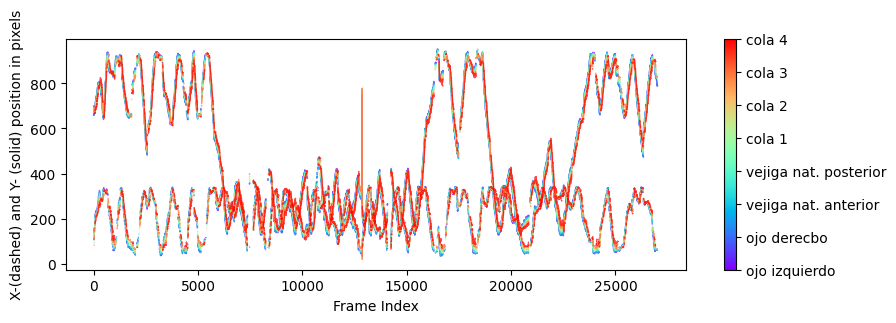 X-(dashed) and Y- (solid) position in pixels
800
600
400
200
0
0
5000
10000
15000
20000
25000
Frame Index
cola 4
cola 3
cola 2
cola 1
vejiga nat. posterior
vejiga nat. anterior
ojo derecbo
ojo izquierdo